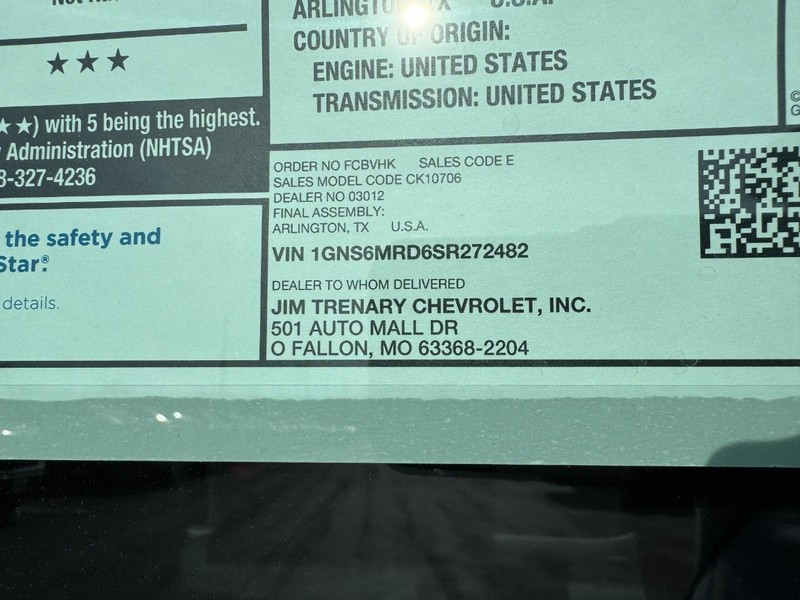 ★★★
★★) with 5 being the highest.
Administration (NHTSA)
8-327-4236
the safety and
Star®
details.
ARLINGTON, TX U.S.A.
COUNTRY OF ORIGIN:
ENGINE: UNITED STATES
TRANSMISSION: UNITED STATES
ORDER NO FCBVHK SALES CODE E
SALES MODEL CODE CK10706
DEALER NO 03012
FINAL ASSEMBLY:
ARLINGTON, TX U.S.A.
VIN 1GNS6MRD6SR272482
DEALER TO WHOM DELIVERED
JIM TRENARY CHEVROLET, INC.
501 AUTO MALL DR
O FALLON, MO 63368-2204